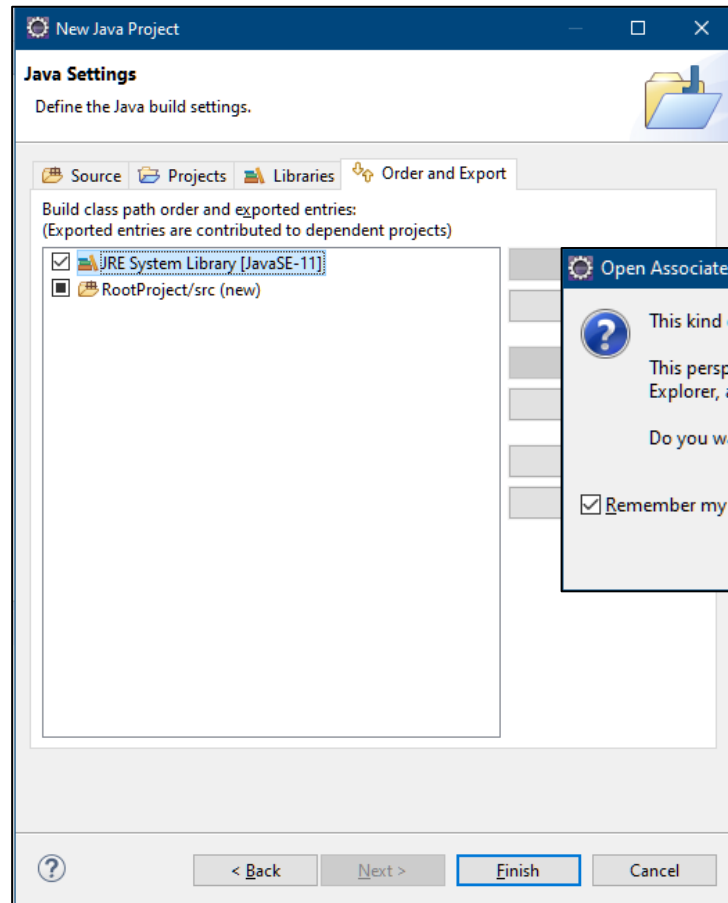 New Java Project
Java Settings
Define the Java build settings.
Source
Projects
Libraries
Order and Export
Build class path order and exported entries:
(Exported entries are contributed to dependent projects)
JRE System Library [JavaSE-11]
RootProject/src (new)
Open Associate
This kind
This persp
Explorer,
Do you wa
Remember my
< Back
Next >
Finish
Cancel